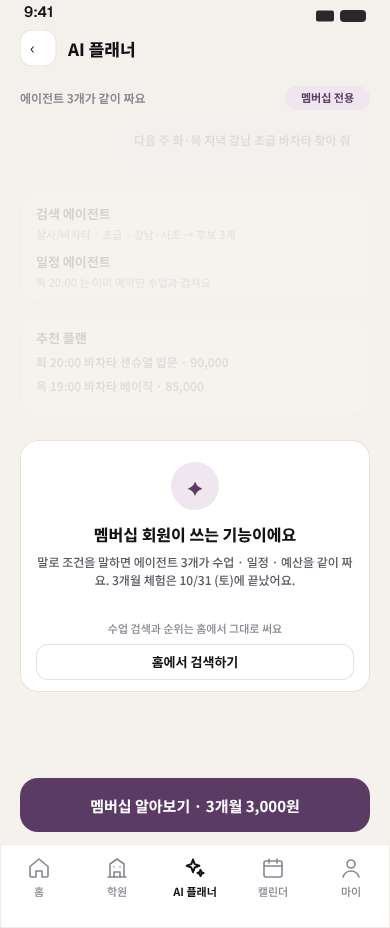 9:41
‹ AI 플래너
에이전트 3개가 같이 짜요 멤버십 전용
다음 주 화·목 저녁 강남 초급 바차타 찾아 줘
검색 에이전트
살사/바차타 · 초급 · 강남·서초 → 후보 3개
일정 에이전트
목 20:00 는 이미 예약한 수업과 겹쳐요
추천 플랜
화 20:00 바차타 센슈얼 입문 · 90,000
목 19:00 바차타 베이직 · 85,000
멤버십 회원이 쓰는 기능이에요
말로 조건을 말하면 에이전트 3개가 수업 · 일정 · 예산을 같이 짜
요. 3개월 체험은 10/31 (토)에 끝났어요.
수업 검색과 순위는 홈에서 그대로 써요
홈에서 검색하기
멤버십 알아보기 · 3개월 3,000원
홈 학원 AI 플래너 캘린더 마이